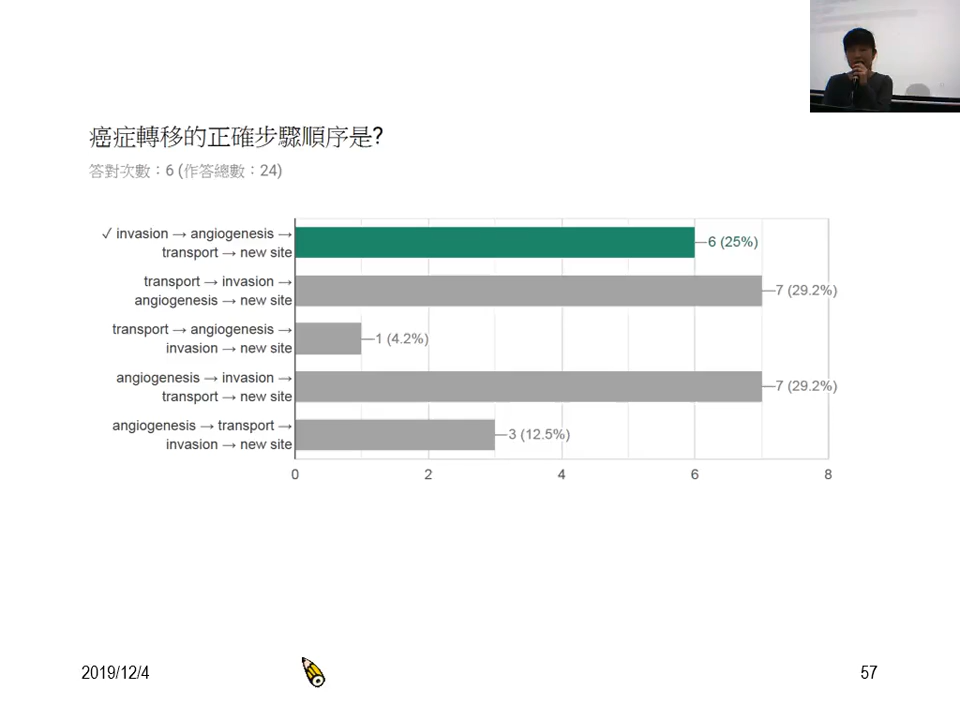 癌症轉移的正確步驟順序是?
答對次數：6 (作答總數：24)
✓ invasion → angiogenesis →
transport → new site
6 (25%)
transport → invasion →
angiogenesis → new site
7 (29.2%)
transport → angiogenesis →
invasion → new site
1 (4.2%)
angiogenesis → invasion →
transport → new site
7 (29.2%)
angiogenesis → transport →
invasion → new site
3 (12.5%)
0 2 4 6 8
2019/12/4
57